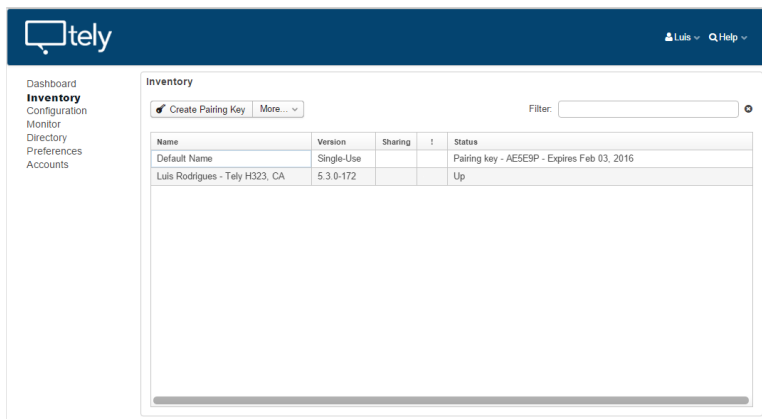 tely
Luis Help
Dashboard
Inventory
Configuration
Monitor
Directory
Preferences
Accounts
Inventory
Create Pairing Key More... Filter:
Name Version Sharing ! Status
Default Name Single-Use Pairing key - AE5E9P - Expires Feb 03, 2016
Luis Rodrigues - Tely H323, CA 5.3.0-172 Up